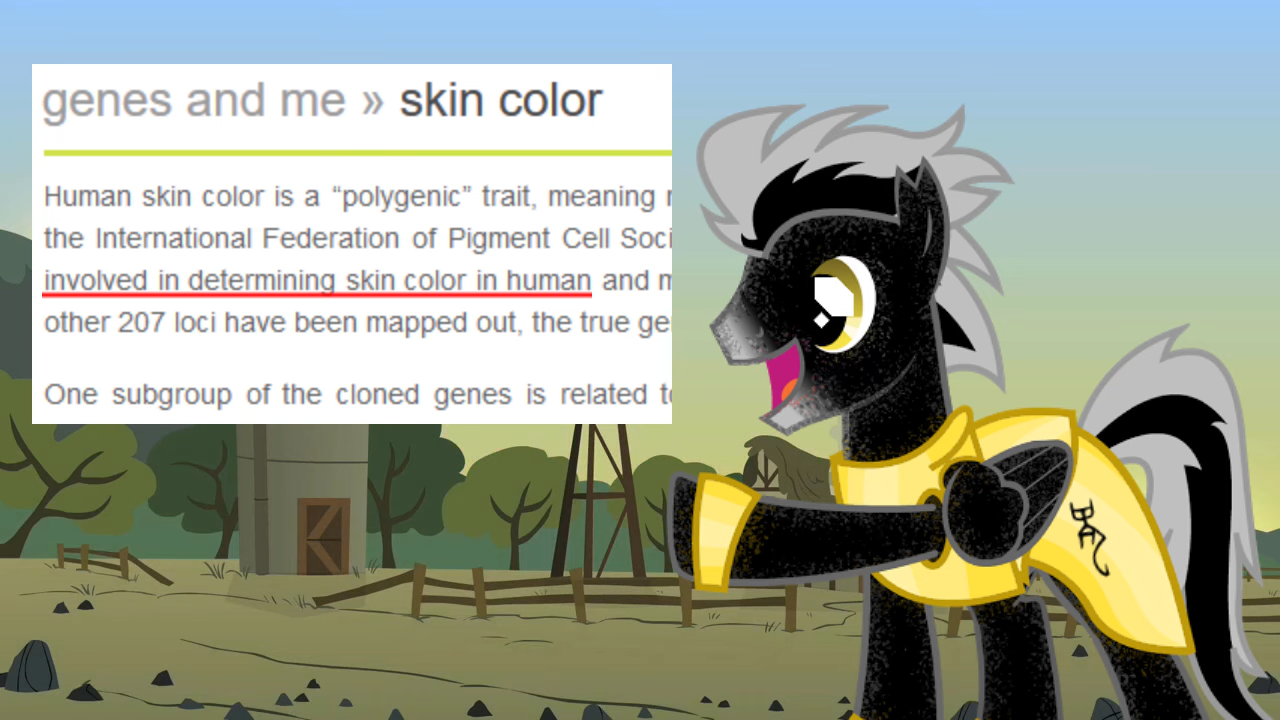 genes and me » skin color
Human skin color is a “polygenic” trait, meaning
the International Federation of Pigment Cell Soci
involved in determining skin color in human and
other 207 loci have been mapped out, the true
One subgroup of the cloned genes is related